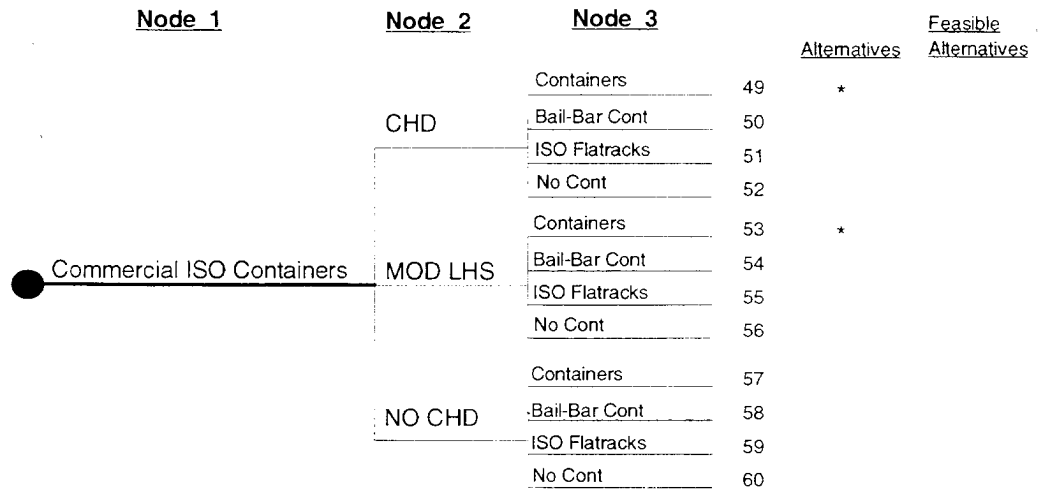 Node 1 Node 2 Node 3
Feasible
Alternatives Alternatives
Containers 49 *
CHD
Bail-Bar Cont 50
ISO Flatracks 51
No Cont 52
Containers 53 *
Commercial ISO Containers MOD LHS
Bail-Bar Cont 54
ISO Flatracks 55
No Cont 56
Containers 57
NO CHD
Bail-Bar Cont 58
ISO Flatracks 59
No Cont 60